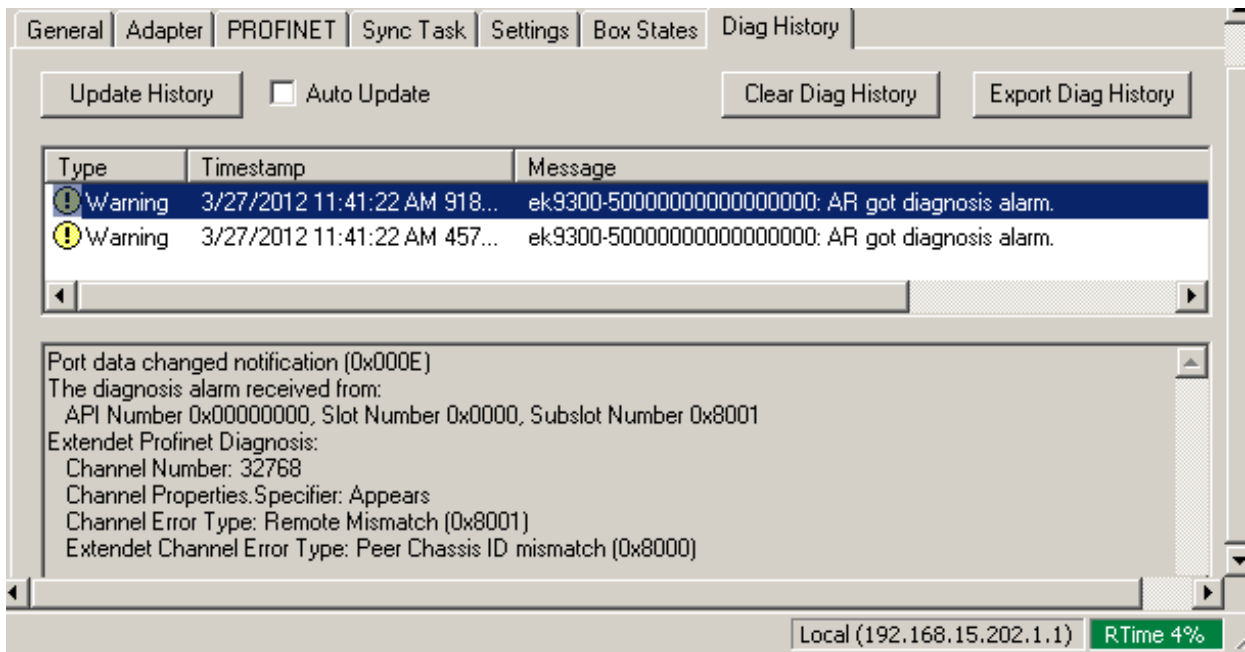 General Adapter PROFINET Sync Task Settings Box States Diag History
Update History Auto Update Clear Diag History Export Diag History
Type Timestamp Message
Warning 3/27/2012 11:41:22 AM 918... ek9300-50000000000000000: AR got diagnosis alarm.
Warning 3/27/2012 11:41:22 AM 457... ek9300-50000000000000000: AR got diagnosis alarm.
Port data changed notification (0x000E)
The diagnosis alarm received from:
API Number 0x00000000, Slot Number 0x0000, Subslot Number 0x8001
Extendet Profinet Diagnosis:
Channel Number: 32768
Channel Properties.Specifier: Appears
Channel Error Type: Remote Mismatch (0x8001)
Extendet Channel Error Type: Peer Chassis ID mismatch (0x8000)
Local (192.168.15.202.1.1) RTime 4%